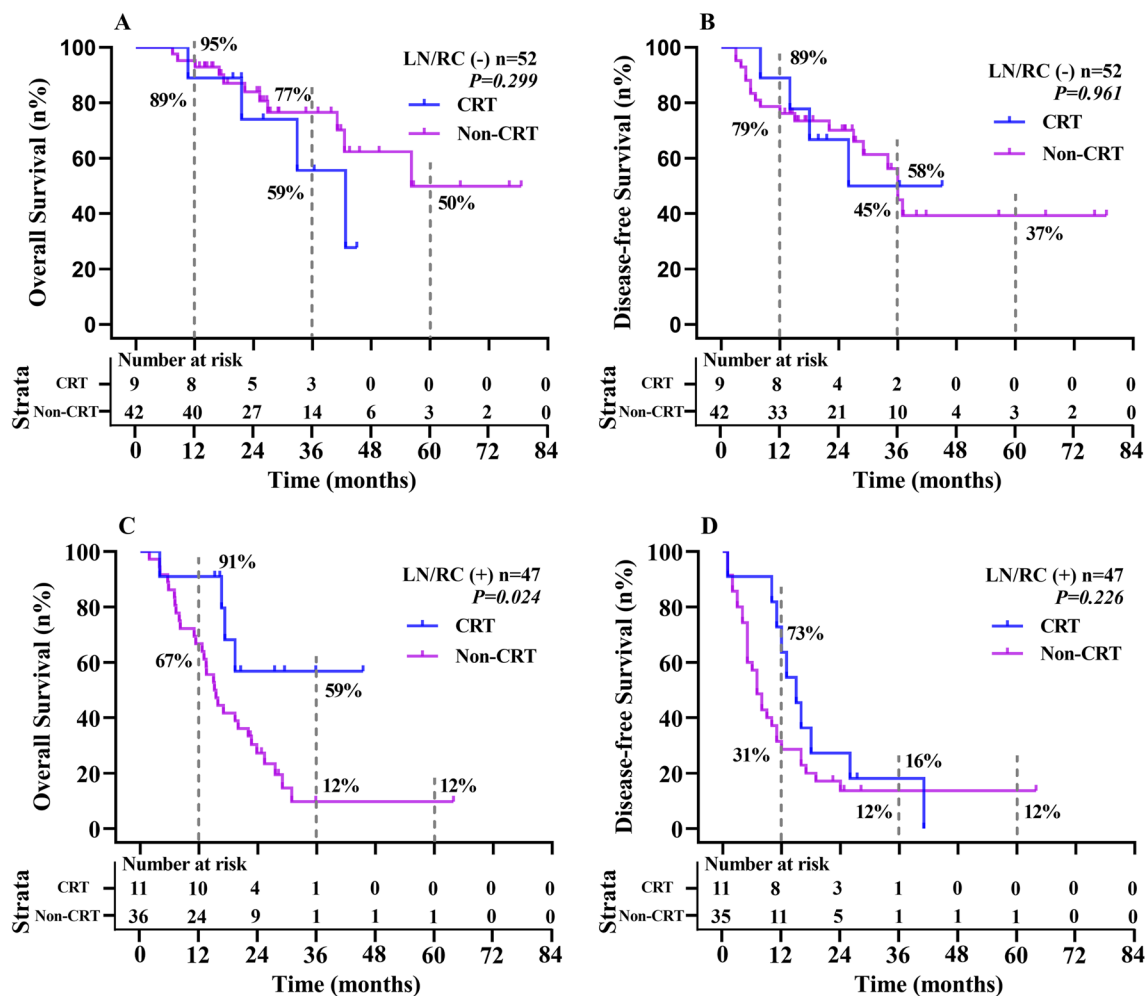 A
Overall Survival (n%)
100
80
60
40
20
0
95%
89%
77%
59%
50%
LN/RC (-) n=52
P=0.299
CRT
Non-CRT
Strata
Number at risk
CRT 9 8 5 3 0 0 0 0
Non-CRT 42 40 27 14 6 3 2 0
0 12 24 36 48 60 72 84
Time (months)
B
Disease-free Survival (n%)
100
80
60
40
20
0
89%
79%
58%
45%
37%
LN/RC (-) n=52
P=0.961
CRT
Non-CRT
Strata
Number at risk
CRT 9 8 4 2 0 0 0 0
Non-CRT 42 33 21 10 4 3 2 0
0 12 24 36 48 60 72 84
Time (months)
C
Overall Survival (n%)
100
80
60
40
20
0
91%
67%
59%
12%
12%
LN/RC (+) n=47
P=0.024
CRT
Non-CRT
Strata
Number at risk
CRT 11 10 4 1 0 0 0 0
Non-CRT 36 24 9 1 1 1 0 0
0 12 24 36 48 60 72 84
Time (months)
D
Disease-free Survival (n%)
100
80
60
40
20
0
73%
31%
16%
12%
12%
LN/RC (+) n=47
P=0.226
CRT
Non-CRT
Strata
Number at risk
CRT 11 8 3 1 0 0 0 0
Non-CRT 35 11 5 1 1 1 0 0
0 12 24 36 48 60 72 84
Time (months)